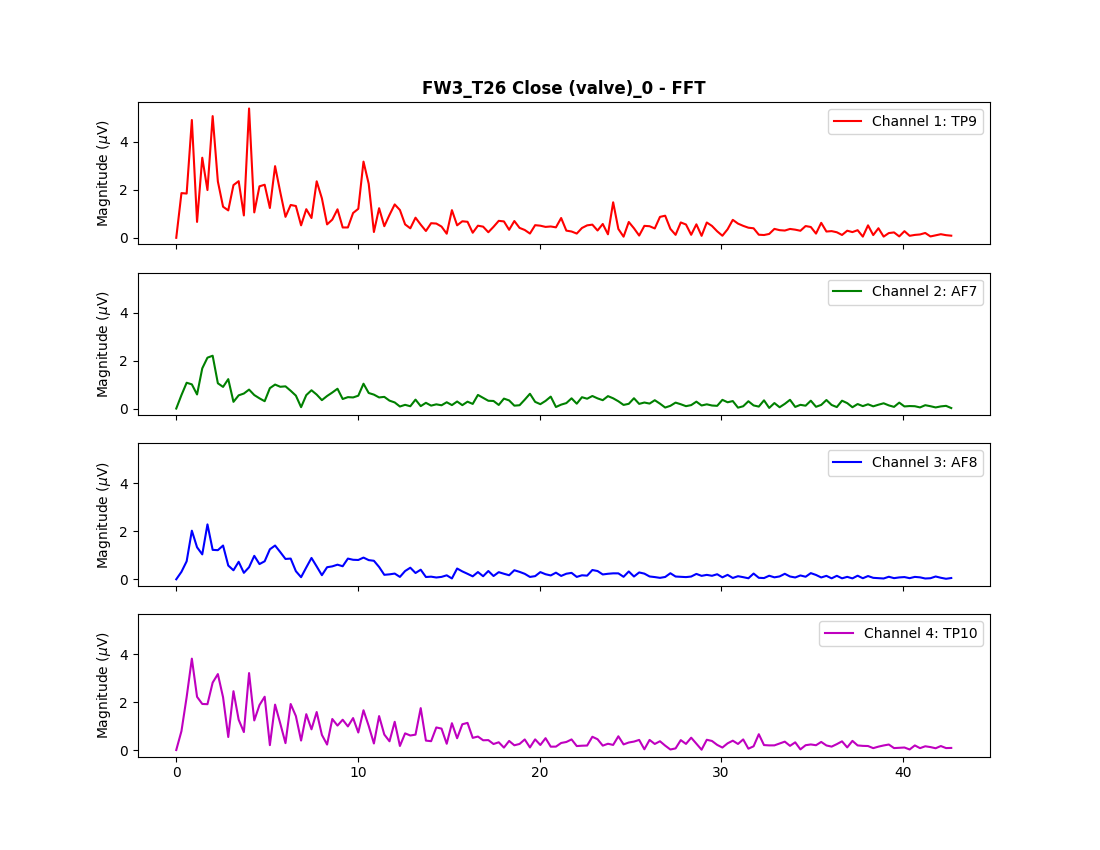 FW3_T26 Close (valve)_0 - FFT
Channel 1: TP9
Magnitude (μV)
4
2
0
Channel 2: AF7
Magnitude (μV)
4
2
0
Channel 3: AF8
Magnitude (μV)
4
2
0
Channel 4: TP10
Magnitude (μV)
4
2
0
0 10 20 30 40